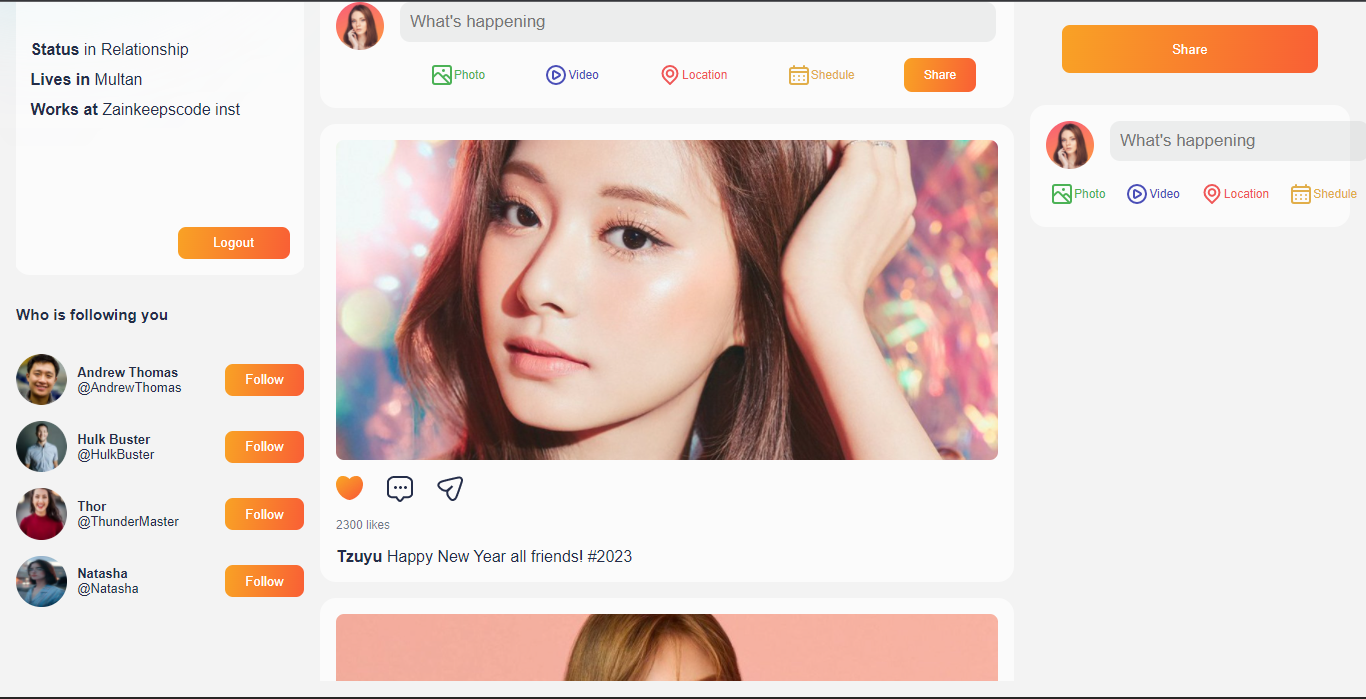 Status in Relationship
Lives in Multan
Works at Zainkeepscode inst
Logout
Who is following you
Andrew Thomas
@AndrewThomas
Follow
Hulk Buster
@HulkBuster
Follow
Thor
@ThunderMaster
Follow
Natasha
@Natasha
Follow
What's happening
Photo
Video
Location
Shedule
Share
2300 likes
Tzuyu Happy New Year all friends! #2023
Share
What's happening
Photo
Video
Location
Shedule